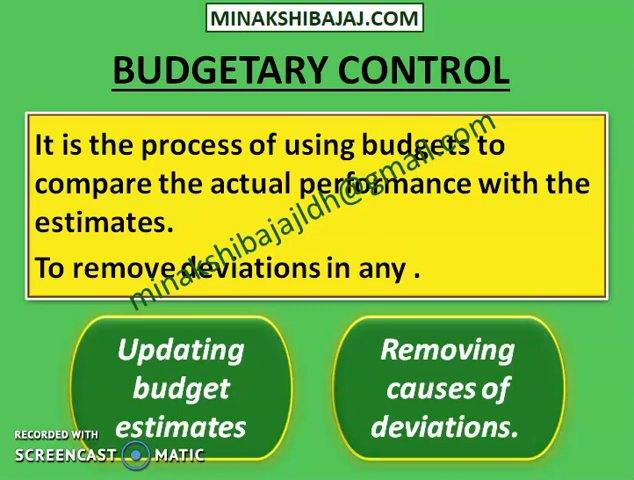 MINAKSHIBAJAJ.COM
BUDGETARY CONTROL
It is the process of using budgets to
compare the actual performance with the
estimates.
To remove deviations in any .
minakshibajajldh@gmail.com
Updating
budget
estimates
Removing
causes of
deviations.
RECORDED WITH
SCREENCAST MATIC